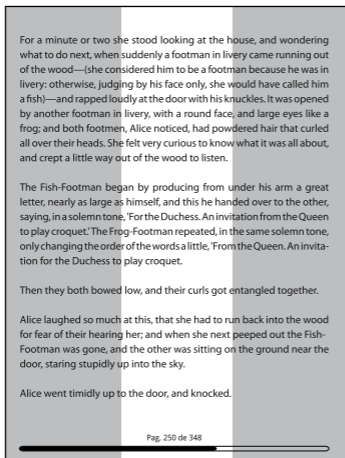 For a minute or two she stood looking at the house, and wondering
what to do next, when suddenly a footman in livery came running out
of the wood—(she considered him to be a footman because he was in
livery: otherwise, judging by his face only, she would have called him
a fish)—and rapped loudly at the door with his knuckles. It was opened
by another footman in livery, with a round face, and large eyes like a
frog; and both footmen, Alice noticed, had powdered hair that curled
all over their heads. She felt very curious to know what it was all about,
and crept a little way out of the wood to listen.
The Fish-Footman began by producing from under his arm a great
letter, nearly as large as himself, and this he handed over to the other,
saying, in a solemn tone, 'For the Duchess. An invitation from the Queen
to play croquet.' The Frog-Footman repeated, in the same solemn tone,
only changing the order of the words a little, 'From the Queen. An invita-
tion for the Duchess to play croquet.
Then they both bowed low, and their curls got entangled together.
Alice laughed so much at this, that she had to run back into the wood
for fear of their hearing her; and when she next peeped out the Fish-
Footman was gone, and the other was sitting on the ground near the
door, staring stupidly up into the sky.
Alice went timidly up to the door, and knocked.
Pag. 250 de 348